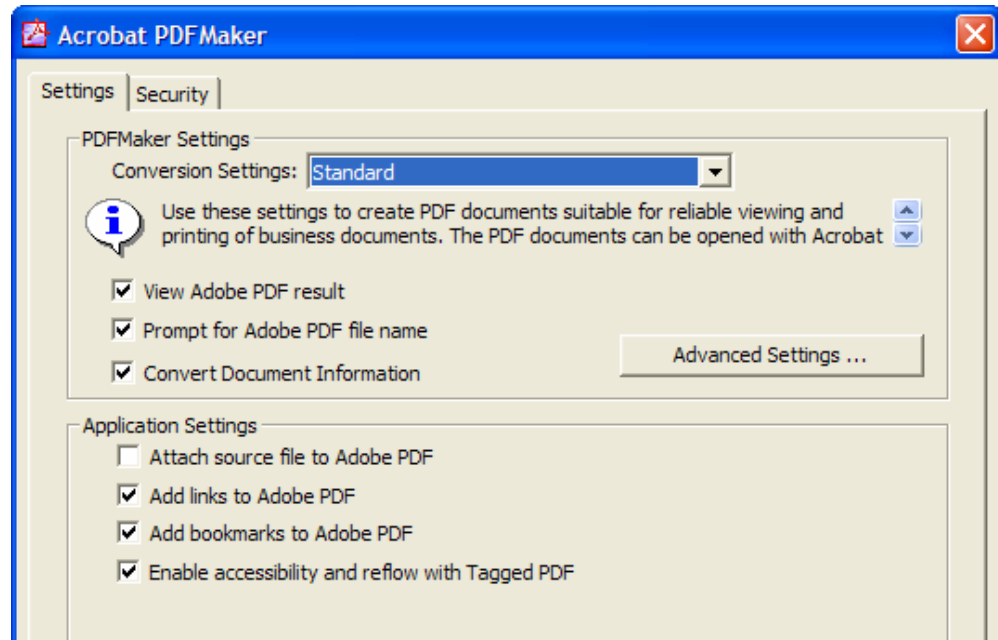 Acrobat PDFMaker
Settings
Security
PDFMaker Settings
Conversion Settings: Standard
Use these settings to create PDF documents suitable for reliable viewing and
printing of business documents. The PDF documents can be opened with Acrobat
View Adobe PDF result
Prompt for Adobe PDF file name
Advanced Settings ...
Convert Document Information
Application Settings
Attach source file to Adobe PDF
Add links to Adobe PDF
Add bookmarks to Adobe PDF
Enable accessibility and reflow with Tagged PDF